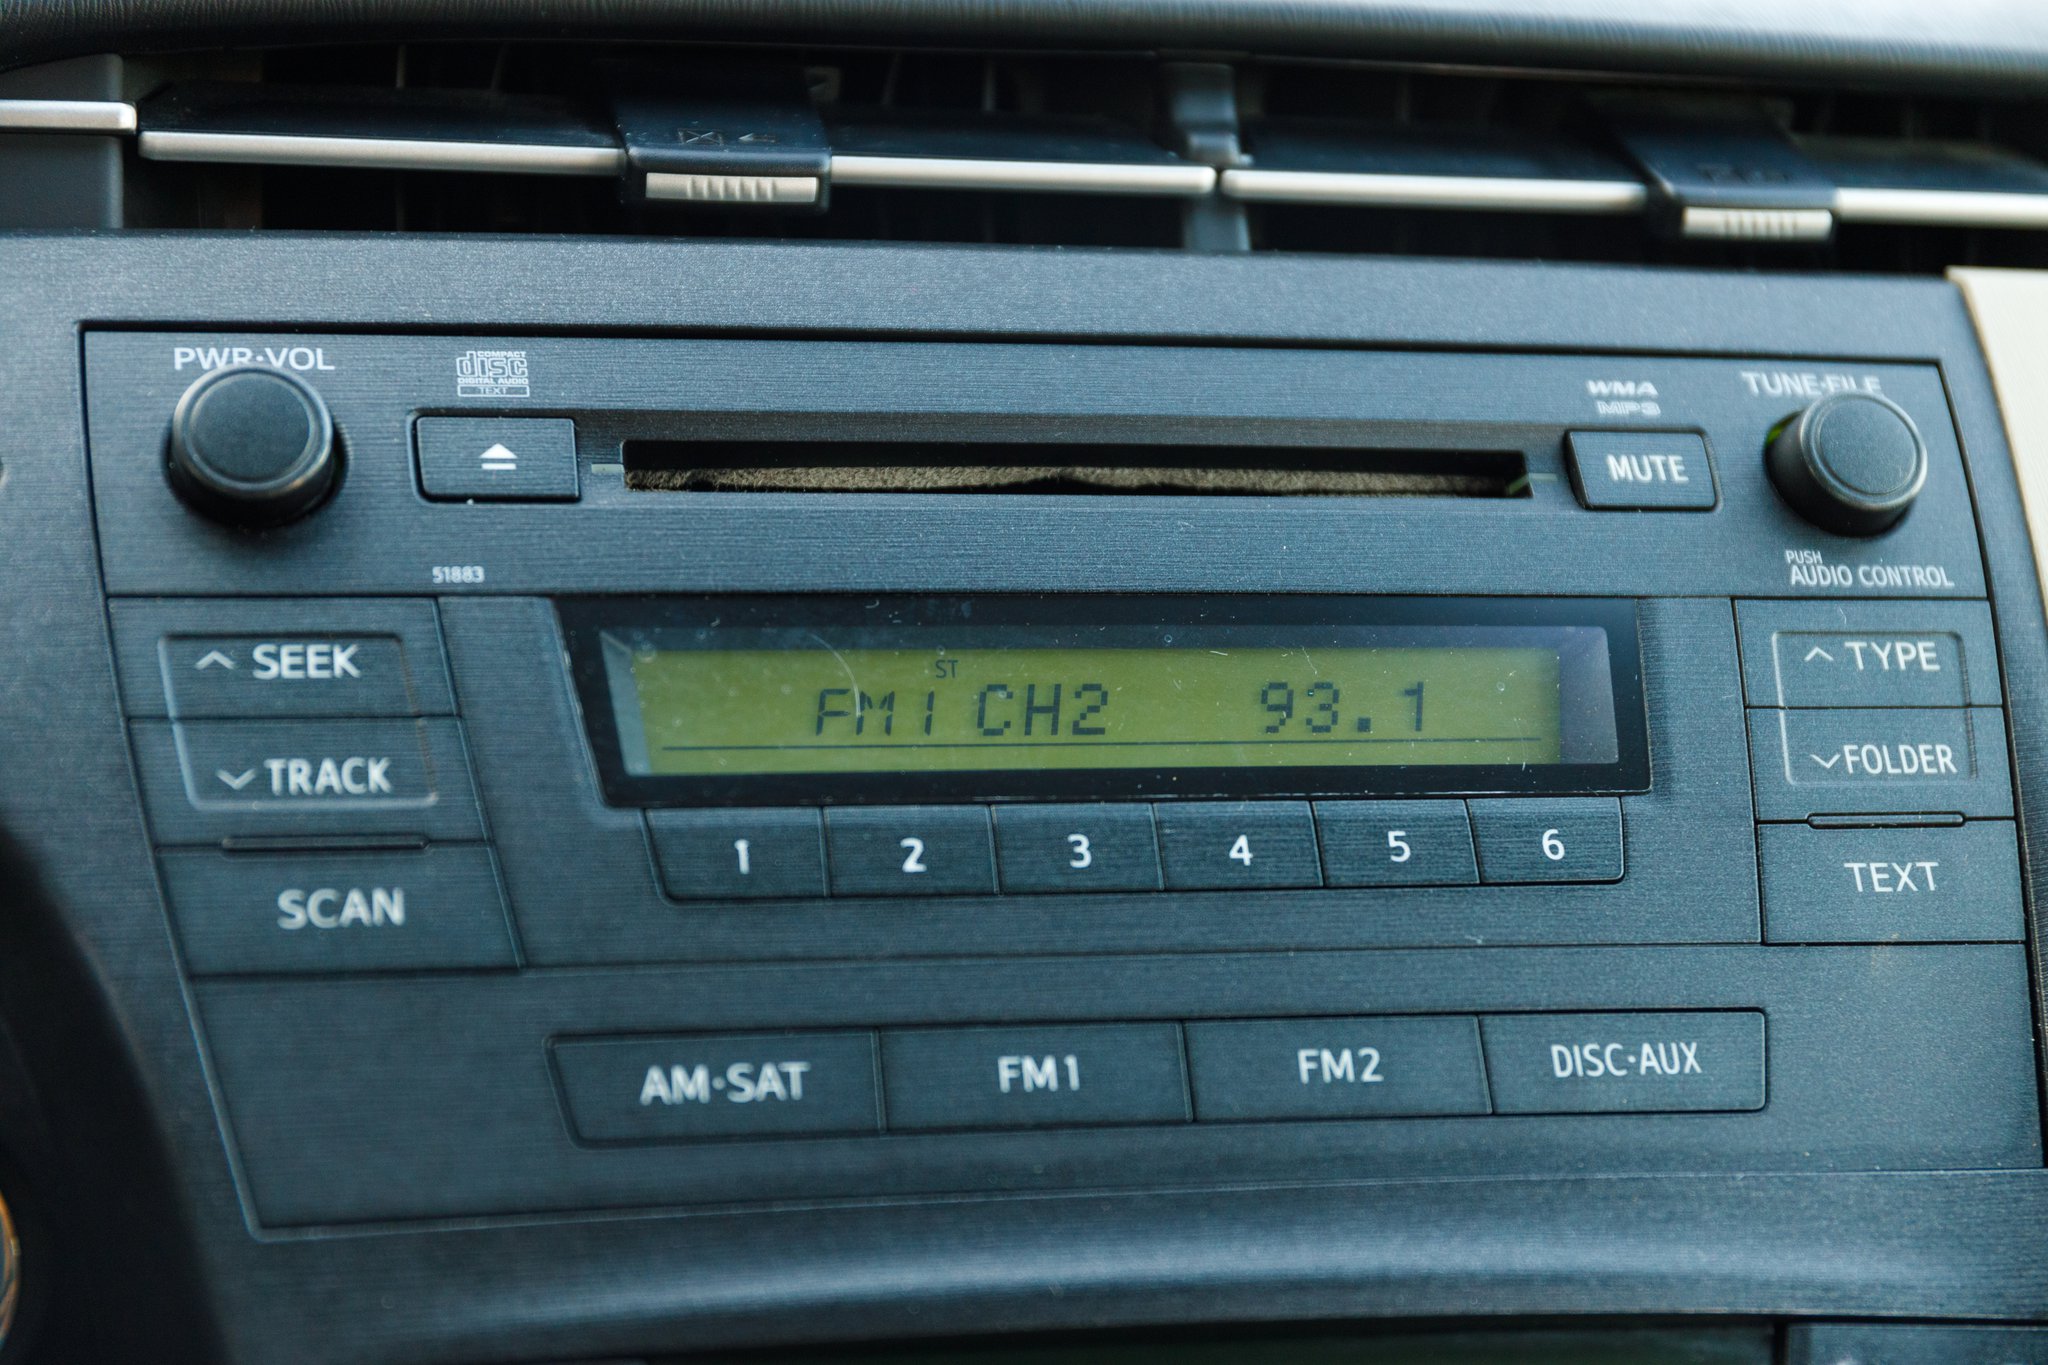 PWR·VOL
COMPACT
disc
DIGITAL AUDIO
TEXT
WMA
MP3
TUNE·FILE
MUTE
PUSH
AUDIO CONTROL
51883
SEEK
TRACK
SCAN
ST
FM1 CH2 93.1
TYPE
FOLDER
TEXT
1 2 3 4 5 6
AM·SAT FM1 FM2 DISC·AUX